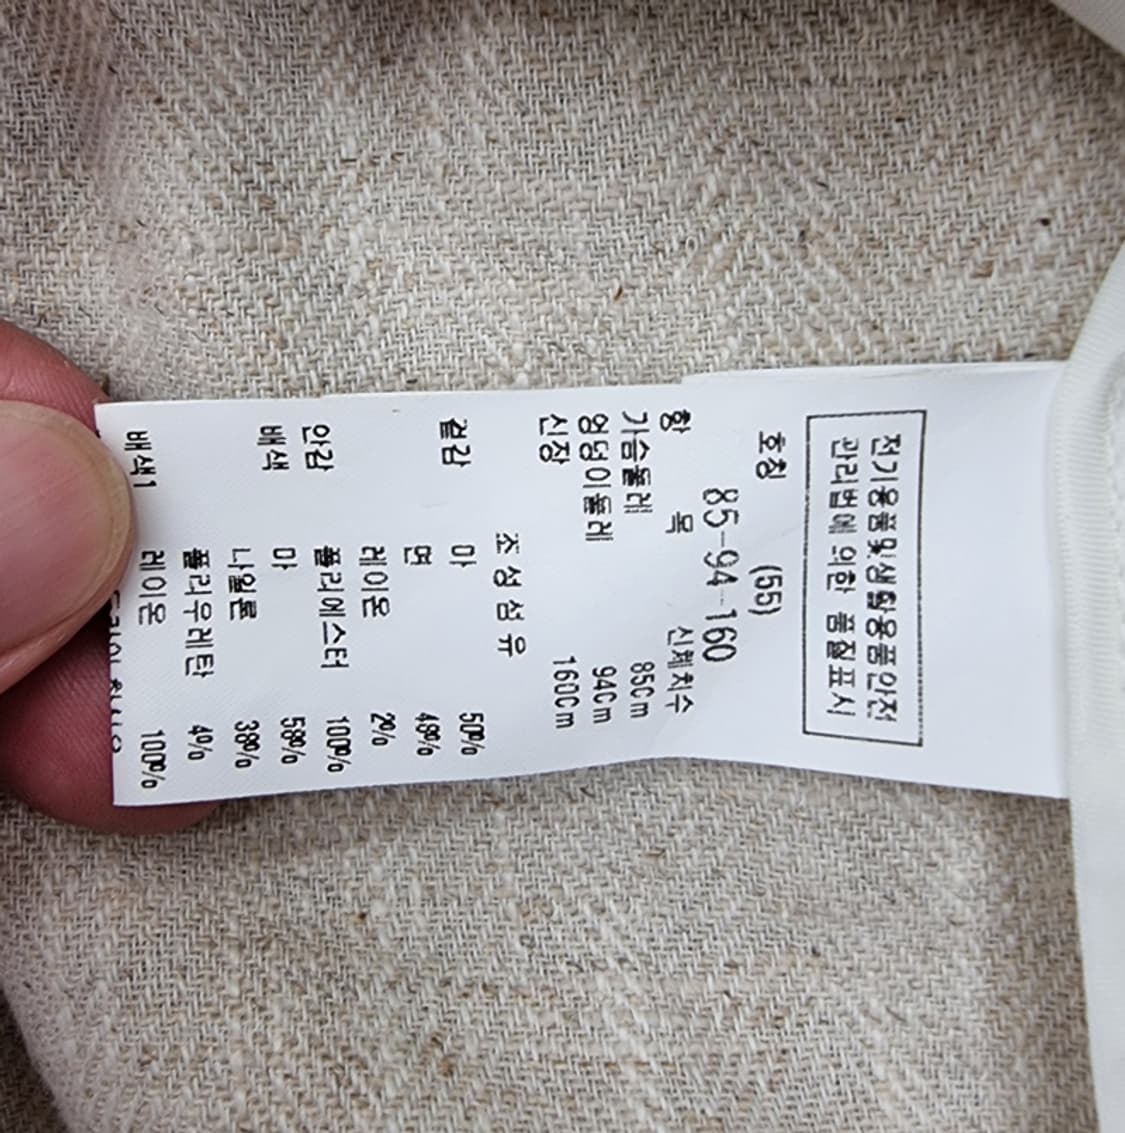 전기용품및생활용품안전
관리법에 의한 품질표시
호칭 (55)
85-94-160
항 목 신체치수
가슴둘레 85Cm
엉덩이둘레 94Cm
신장 160Cm
조성섬유
겉감 마 50%
면 48%
레이온 2%
안감 폴리에스터 100%
배색 마 58%
나일론 38%
폴리우레탄 4%
배색1 레이온 100%